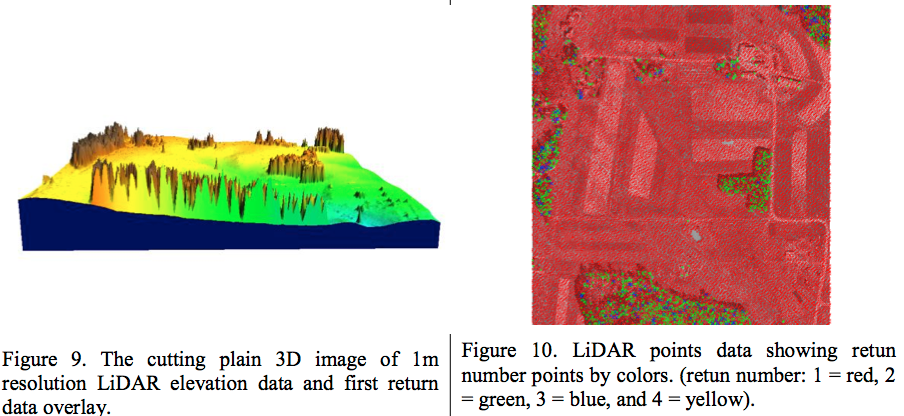 Figure 9. The cutting plain 3D image of 1m
resolution LiDAR elevation data and first return
data overlay.
Figure 10. LiDAR points data showing retun
number points by colors. (retun number: 1 = red, 2
= green, 3 = blue, and 4 = yellow).